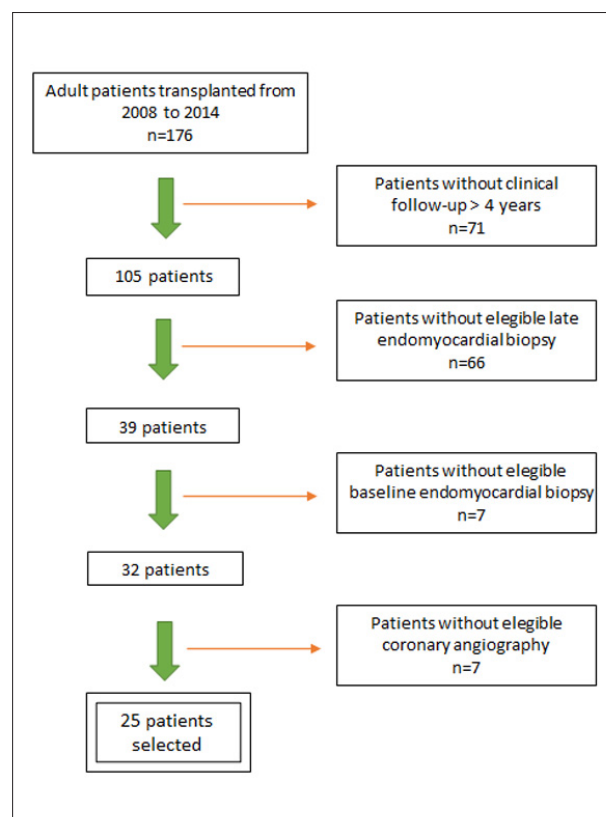 Adult patients transplanted from
2008 to 2014
n=176
Patients without clinical
follow-up > 4 years
n=71
105 patients
Patients without elegible late
endomyocardial biopsy
n=66
39 patients
Patients without elegible
baseline endomyocardial biopsy
n=7
32 patients
Patients without elegible
coronary angiography
n=7
25 patients
selected